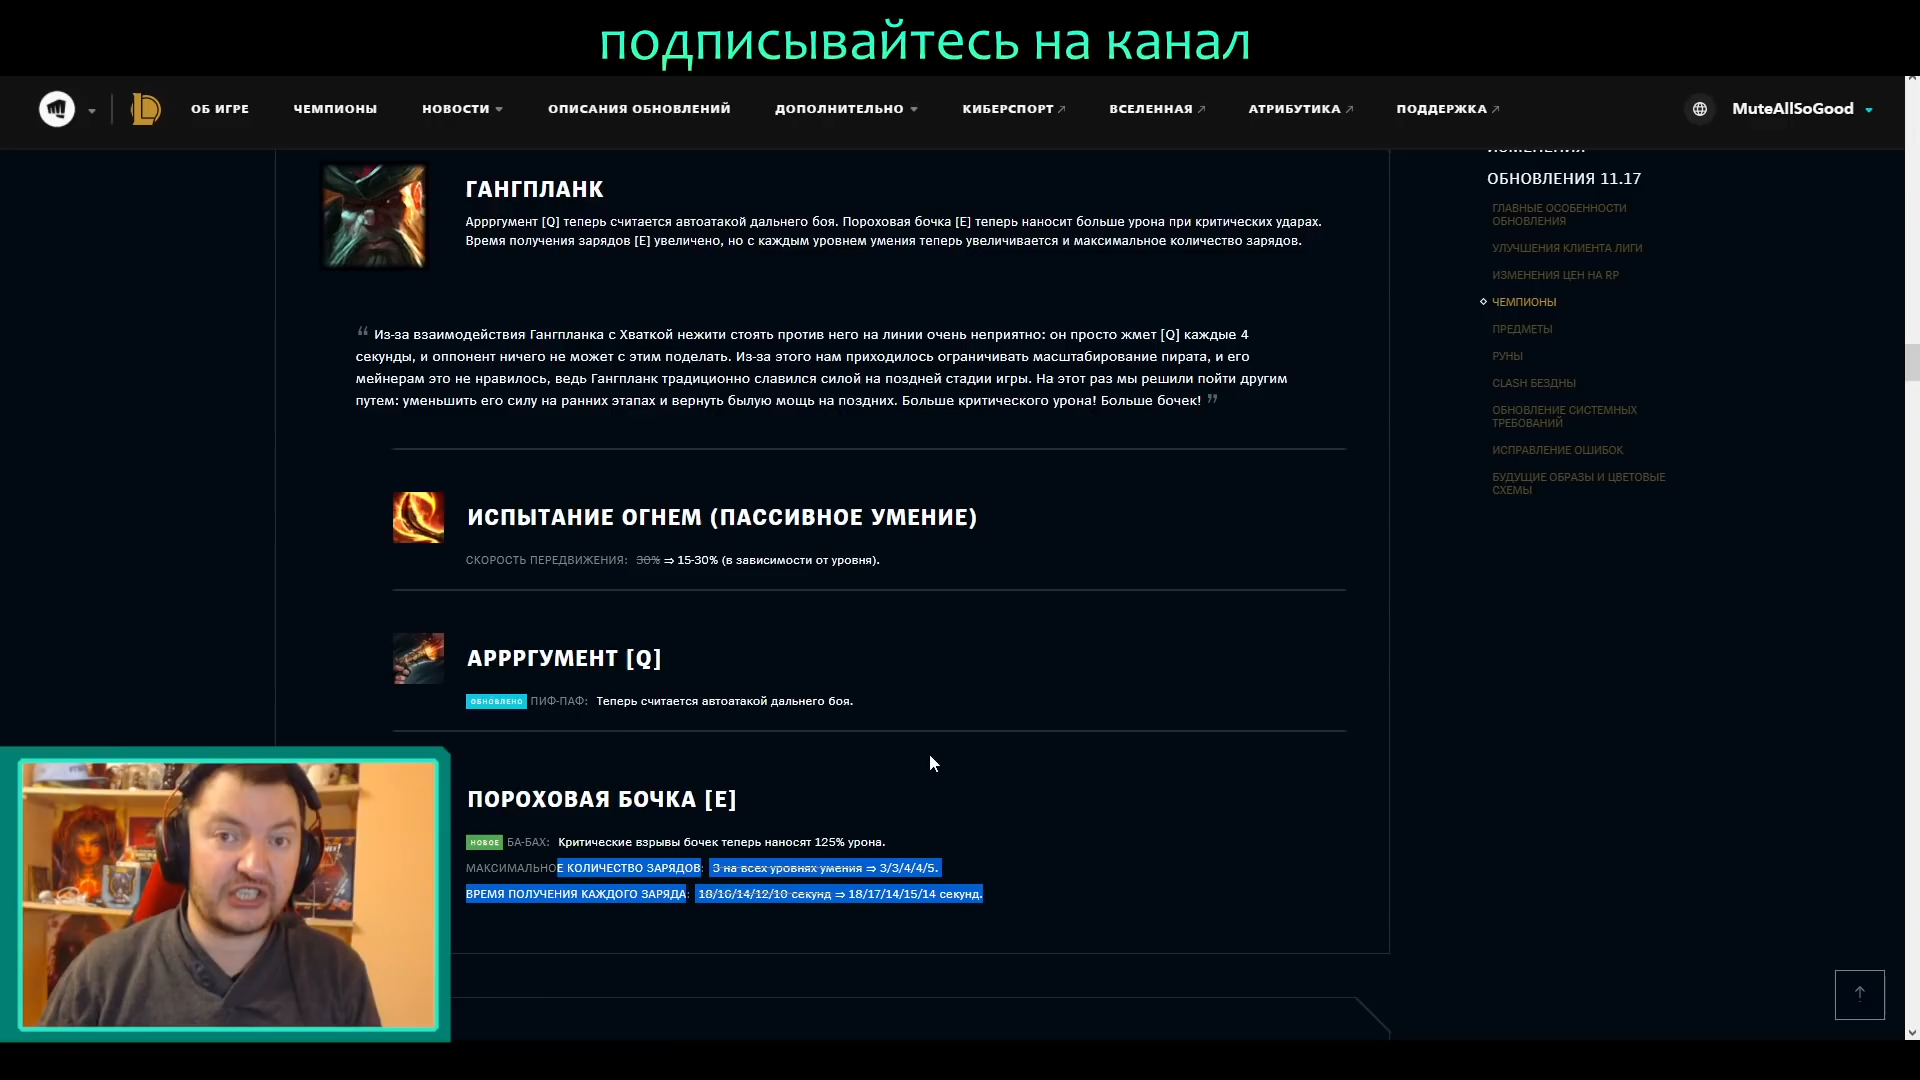 подписывайтесь на канал
ОБ ИГРЕ
ЧЕМПИОНЫ
НОВОСТИ
ОПИСАНИЯ ОБНОВЛЕНИЙ
ДОПОЛНИТЕЛЬНО
КИБЕРСПОРТ
ВСЕЛЕННАЯ
АТРИБУТИКА
ПОДДЕРЖКА
MuteAllSoGood
ГАНГПЛАНК
Аррргумент [Q] теперь считается автоатакой дальнего боя. Пороховая бочка [E] теперь наносит больше урона при критических ударах.
Время получения зарядов [E] увеличено, но с каждым уровнем умения теперь увеличивается и максимальное количество зарядов.
“ Из-за взаимодействия Гангпланка с Хваткой нежити стоять против него на линии очень неприятно: он просто жмет [Q] каждые 4
секунды, и оппонент ничего не может с этим поделать. Из-за этого нам приходилось ограничивать масштабирование пирата, и его
мейнерам это не нравилось, ведь Гангпланк традиционно славился силой на поздней стадии игры. На этот раз мы решили пойти другим
путем: уменьшить его силу на ранних этапах и вернуть былую мощь на поздних. Больше критического урона! Больше бочек! ”
ИСПЫТАНИЕ ОГНЕМ (ПАССИВНОЕ УМЕНИЕ)
СКОРОСТЬ ПЕРЕДВИЖЕНИЯ: 30% ⇒ 15-30% (в зависимости от уровня).
АРРРГУМЕНТ [Q]
ОБНОВЛЕНО ПИФ-ПАФ: Теперь считается автоатакой дальнего боя.
ПОРОХОВАЯ БОЧКА [E]
НОВОЕ БА-БАХ: Критические взрывы бочек теперь наносят 125% урона.
МАКСИМАЛЬНОЕ КОЛИЧЕСТВО ЗАРЯДОВ: 3 на всех уровнях умения ⇒ 3/3/4/4/5.
ВРЕМЯ ПОЛУЧЕНИЯ КАЖДОГО ЗАРЯДА: 18/16/14/12/10 секунд ⇒ 18/17/14/15/14 секунд.
ИЗМЕНЕНИЯ
ОБНОВЛЕНИЯ 11.17
ГЛАВНЫЕ ОСОБЕННОСТИ
ОБНОВЛЕНИЯ
УЛУЧШЕНИЯ КЛИЕНТА ЛИГИ
ИЗМЕНЕНИЯ ЦЕН НА RP
ЧЕМПИОНЫ
ПРЕДМЕТЫ
РУНЫ
CLASH БЕЗДНЫ
ОБНОВЛЕНИЕ СИСТЕМНЫХ
ТРЕБОВАНИЙ
ИСПРАВЛЕНИЕ ОШИБОК
БУДУЩИЕ ОБРАЗЫ И ЦВЕТОВЫЕ
СХЕМЫ